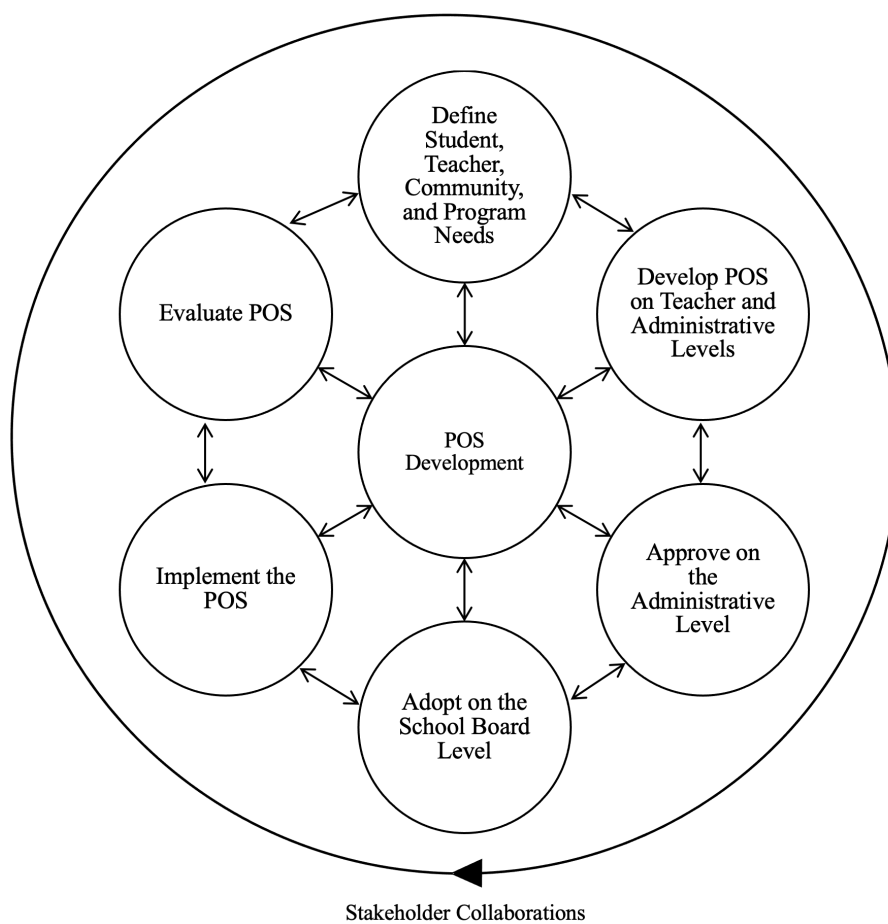 Define
Student,
Teacher,
Community,
and Program
Needs
Develop POS
on Teacher and
Administrative
Levels
Evaluate POS
POS
Development
Approve on
the
Administrative
Level
Implement the
POS
Adopt on the
School Board
Level
Stakeholder Collaborations